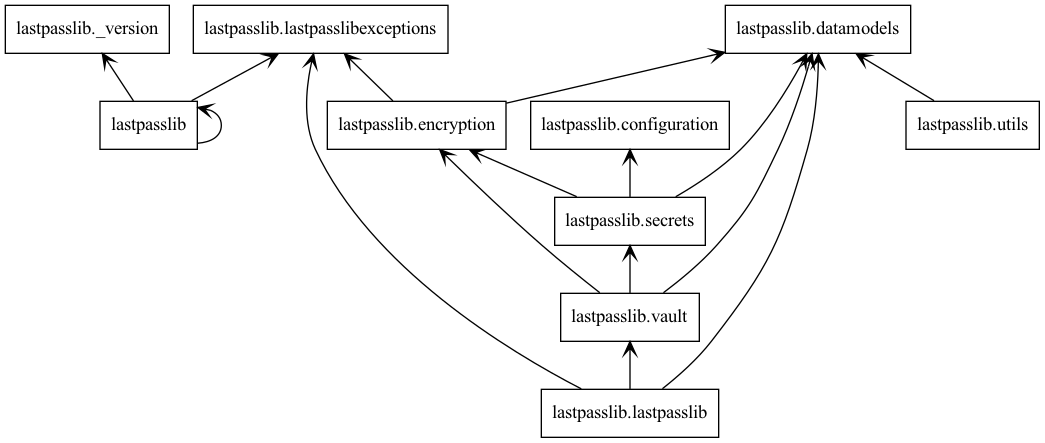 lastpasslib._version
lastpasslib.lastpasslibexceptions
lastpasslib.datamodels
lastpasslib
lastpasslib.encryption
lastpasslib.configuration
lastpasslib.utils
lastpasslib.secrets
lastpasslib.vault
lastpasslib.lastpasslib